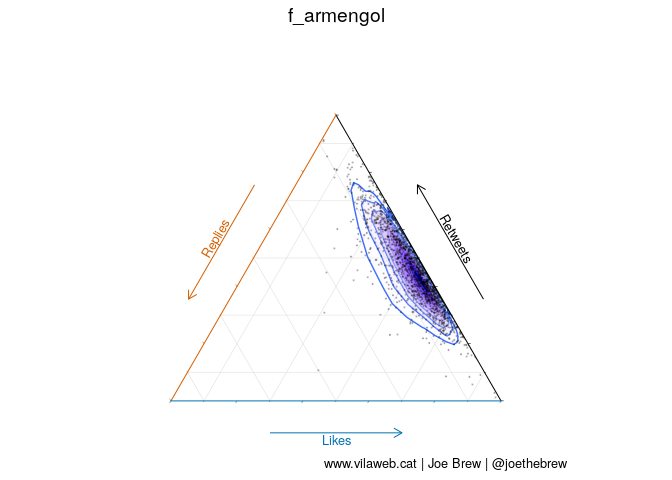 f_armengol
Replies
Retweets
Likes
www.vilaweb.cat | Joe Brew | @joethebrew